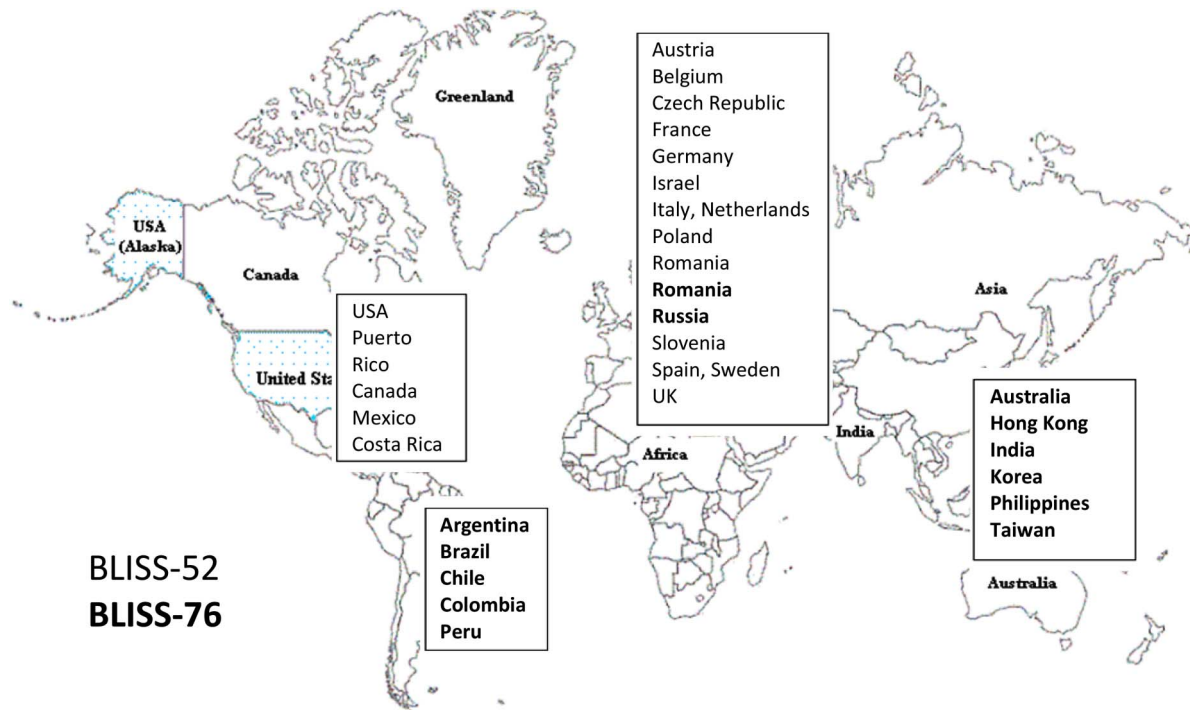 Greenland
USA
(Alaska)
Canada
United Sta
USA
Puerto
Rico
Canada
Mexico
Costa Rica
Austria
Belgium
Czech Republic
France
Germany
Israel
Italy, Netherlands
Poland
Romania
Romania
Russia
Slovenia
Spain, Sweden
UK
Asia
India
Africa
Australia
Hong Kong
India
Korea
Philippines
Taiwan
Australia
Argentina
Brazil
Chile
Colombia
Peru
BLISS-52
BLISS-76